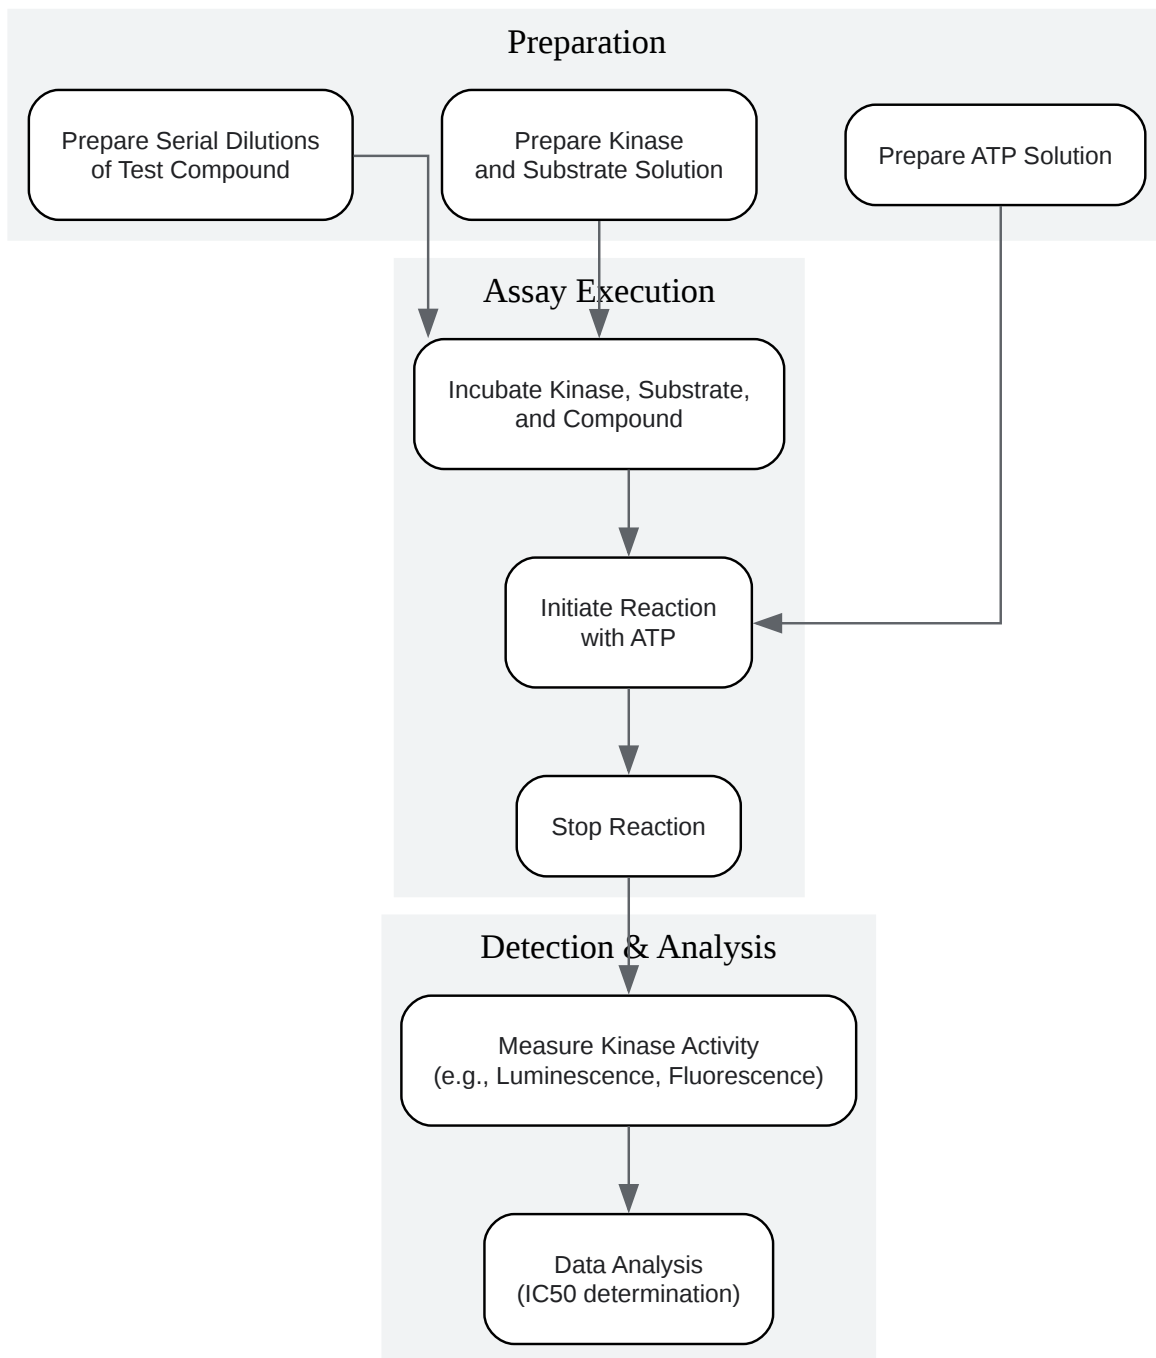 Preparation
Prepare Serial Dilutions
of Test Compound
Prepare Kinase
and Substrate Solution
Prepare ATP Solution
Assay Execution
Incubate Kinase, Substrate,
and Compound
Initiate Reaction
with ATP
Stop Reaction
Detection & Analysis
Measure Kinase Activity
(e.g., Luminescence, Fluorescence)
Data Analysis
(IC50 determination)